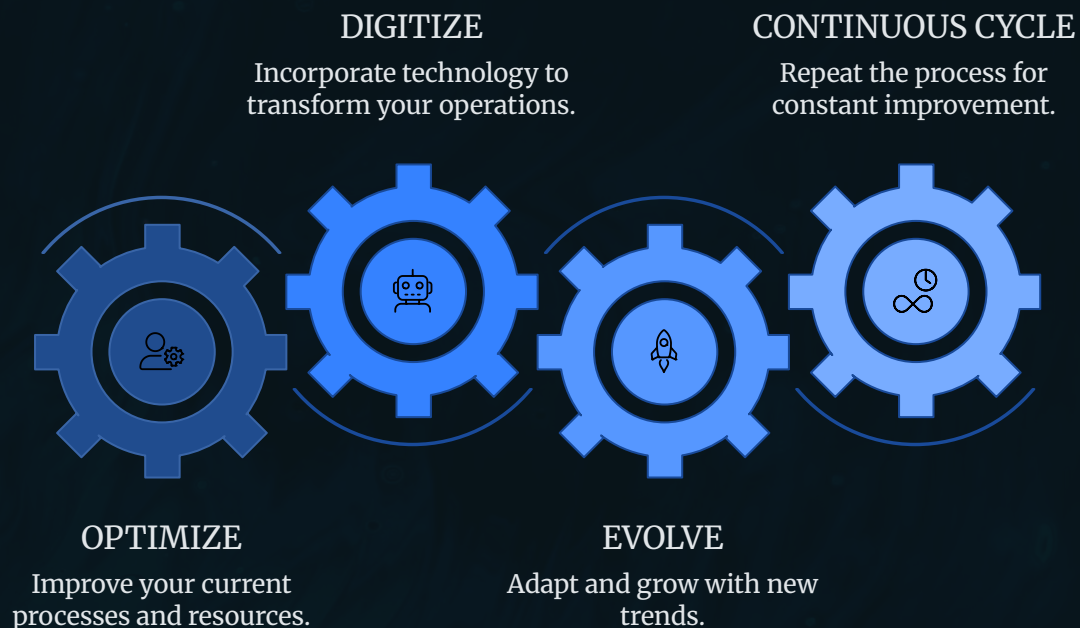 DIGITIZE
Incorporate technology to
transform your operations.
CONTINUOUS CYCLE
Repeat the process for
constant improvement.
OPTIMIZE
Improve your current
processes and resources.
EVOLVE
Adapt and grow with new
trends.